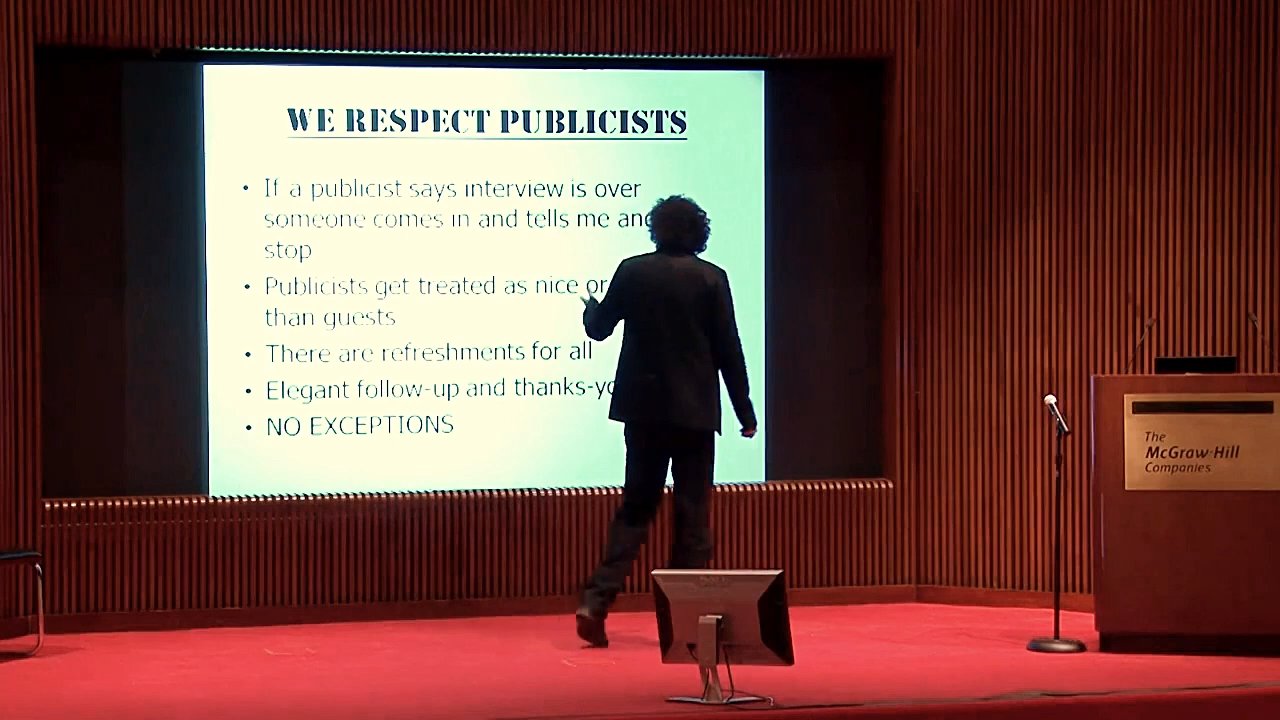 WE RESPECT PUBLICISTS
• If a publicist says interview is over
someone comes in and tells me and
stop
• Publicists get treated as nice or
than guests
• There are refreshments for all
• Elegant follow-up and
• NO EXCEPTIONS
The
McGraw·Hill
Companies